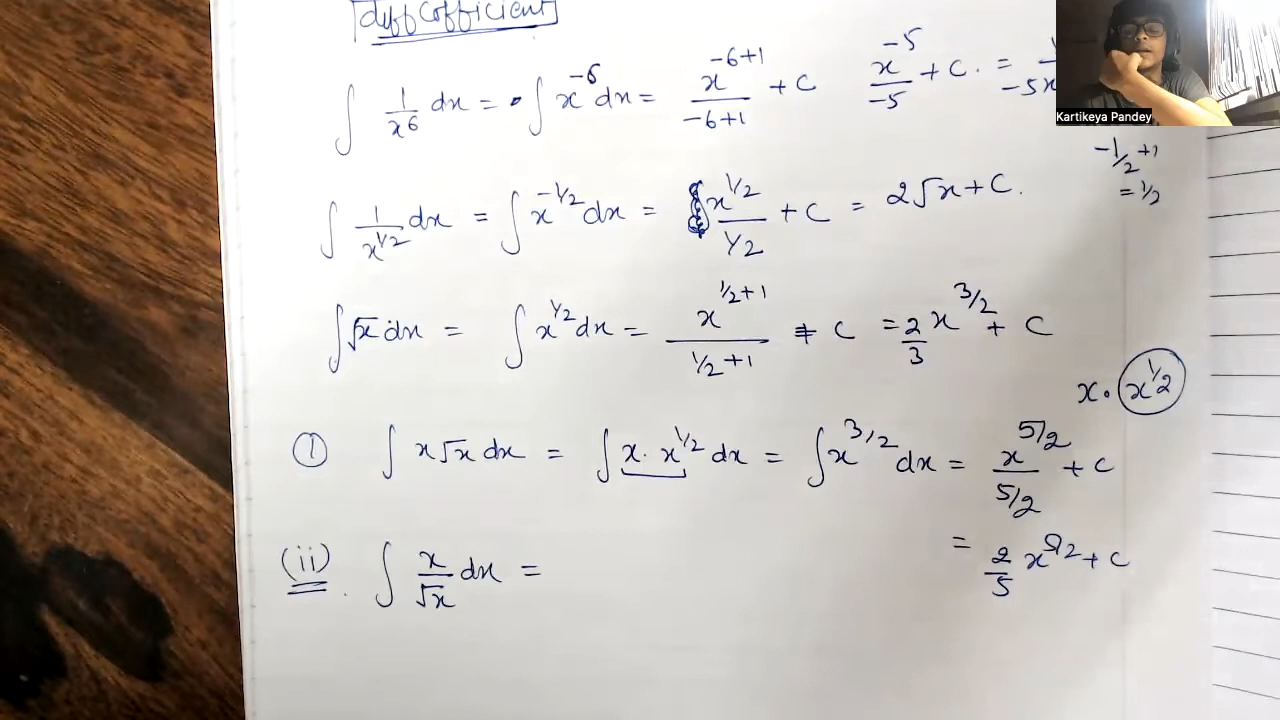 Diff Cofficient
∫ 1/x⁶ dx = ∫ x⁻⁶ dx = x⁻⁶⁺¹/-6+1 + C x⁻⁵/-5 + C. =
Kartikeya Pandey
-1/2 +1
= 1/2
∫ 1/x^1/2 dx = ∫ x^-1/2 dx = x^1/2/1/2 + C = 2√x + C.
∫ √x dx = ∫ x^1/2 dx = x^1/2+1/1/2+1 + C = 2/3 x^3/2 + C
x. x^1/2
① ∫ x√x dx = ∫ x. x^1/2 dx = ∫ x^3/2 dx = x^5/2/5/2 + C
= 2/5 x^5/2 + C
(ii). ∫ x/√x dx =